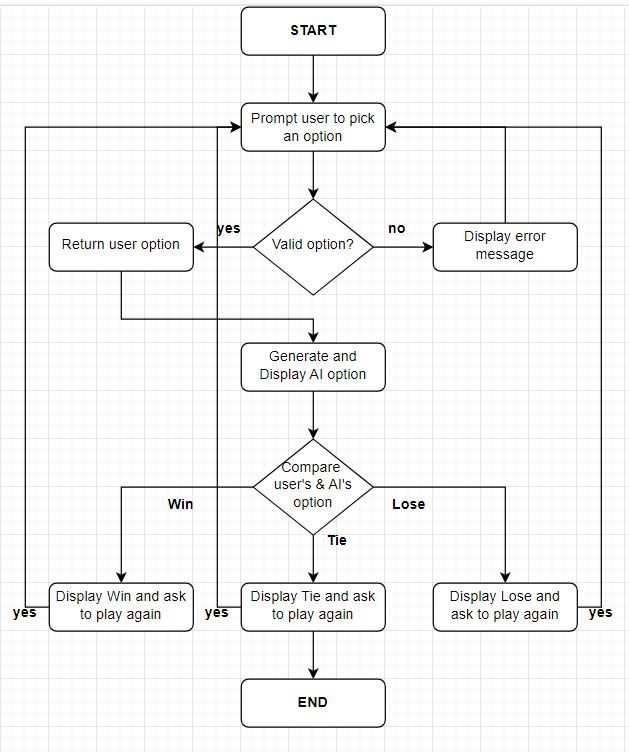 START
Prompt user to pick
an option
yes
no
Return user option
Valid option?
Display error
message
Generate and
Display AI option
Compare
user's & AI's
option
Win
Lose
Tie
Display Win and ask
to play again
Display Tie and ask
to play again
Display Lose and
ask to play again
yes
yes
yes
END